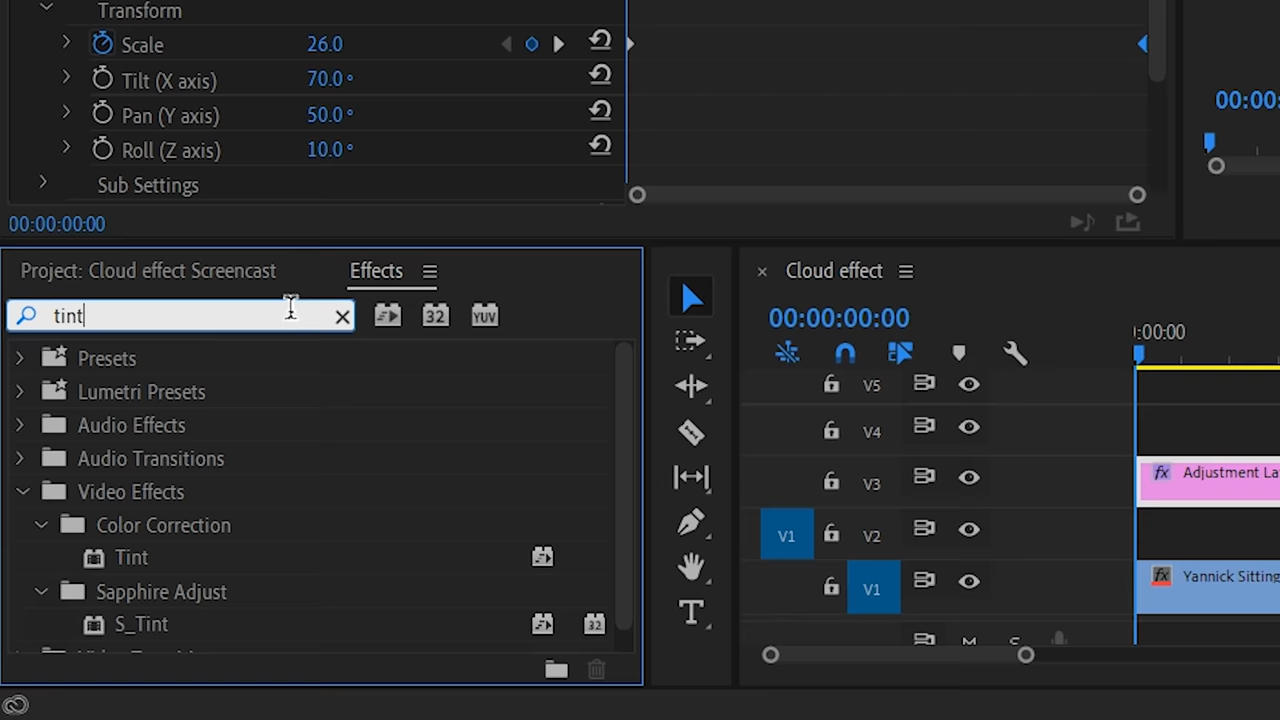 Transform
Scale 26.0
Tilt (X axis) 70.0°
Pan (Y axis) 50.0°
Roll (Z axis) 10.0°
Sub Settings
00:00:00:00
00:00
Project: Cloud effect Screencast
Effects
tint
32
YUV
Presets
Lumetri Presets
Audio Effects
Audio Transitions
Video Effects
Color Correction
Tint
Sapphire Adjust
S_Tint
32
Cloud effect
00:00:00:00
:00:00
V5
V4
V3
fx Adjustment La
V1 V2
V1
fx Yannick Sitting
M S